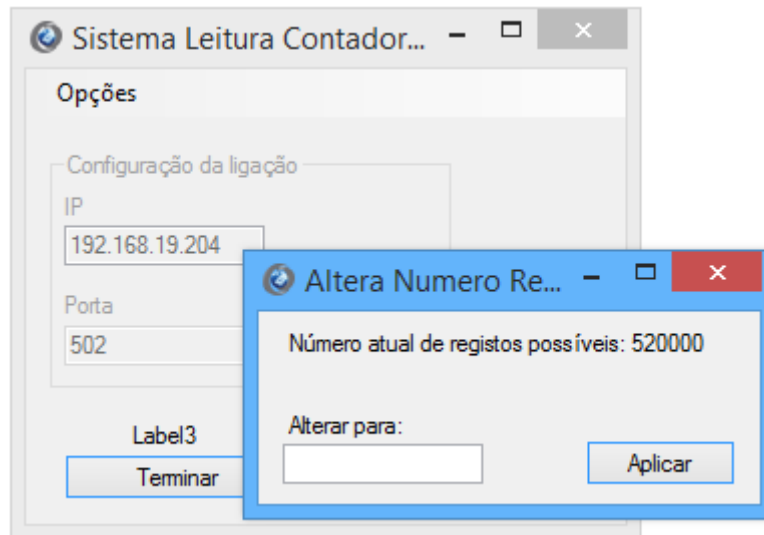 Sistema Leitura Contador...
Opções
Configuração da ligação
IP
192.168.19.204
Porta
502
Label3
Terminar
Altera Numero Re...
Número atual de registos possíveis: 520000
Alterar para:
Aplicar